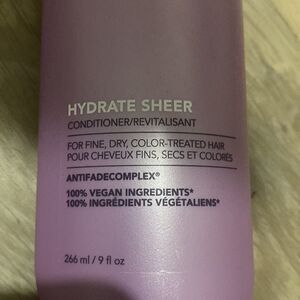 HYDRATE SHEER
CONDITIONER/REVITALISANT
FOR FINE, DRY, COLOR-TREATED HAIR
POUR CHEVEUX FINS, SECS ET COLORÉS
ANTIFADECOMPLEX®
100% VEGAN INGREDIENTS*
100% INGRÉDIENTS VÉGÉTALIENS*
266 ml / 9 fl oz